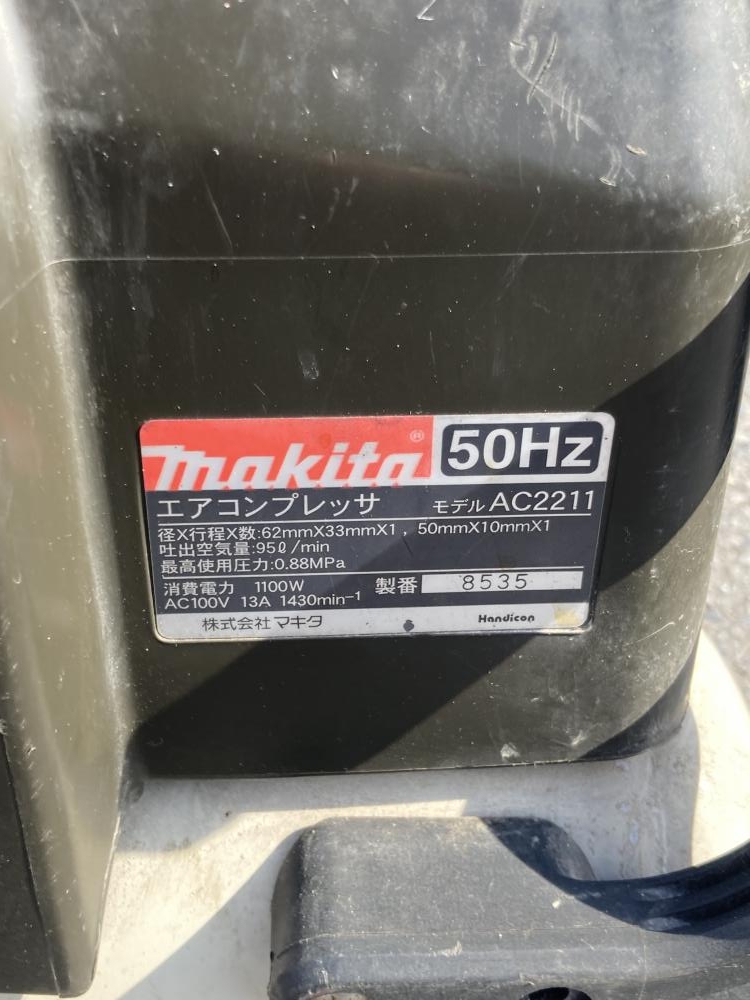 makita® 50Hz
エアコンプレッサ モデル AC2211
径X行程X数:62mmX33mmX1, 50mmX10mmX1
吐出空気量:95ℓ/min
最高使用圧力:0.88MPa
消費電力 1100W 製番 8535
AC100V 13A 1430min-1
株式会社 マキタ Handicon